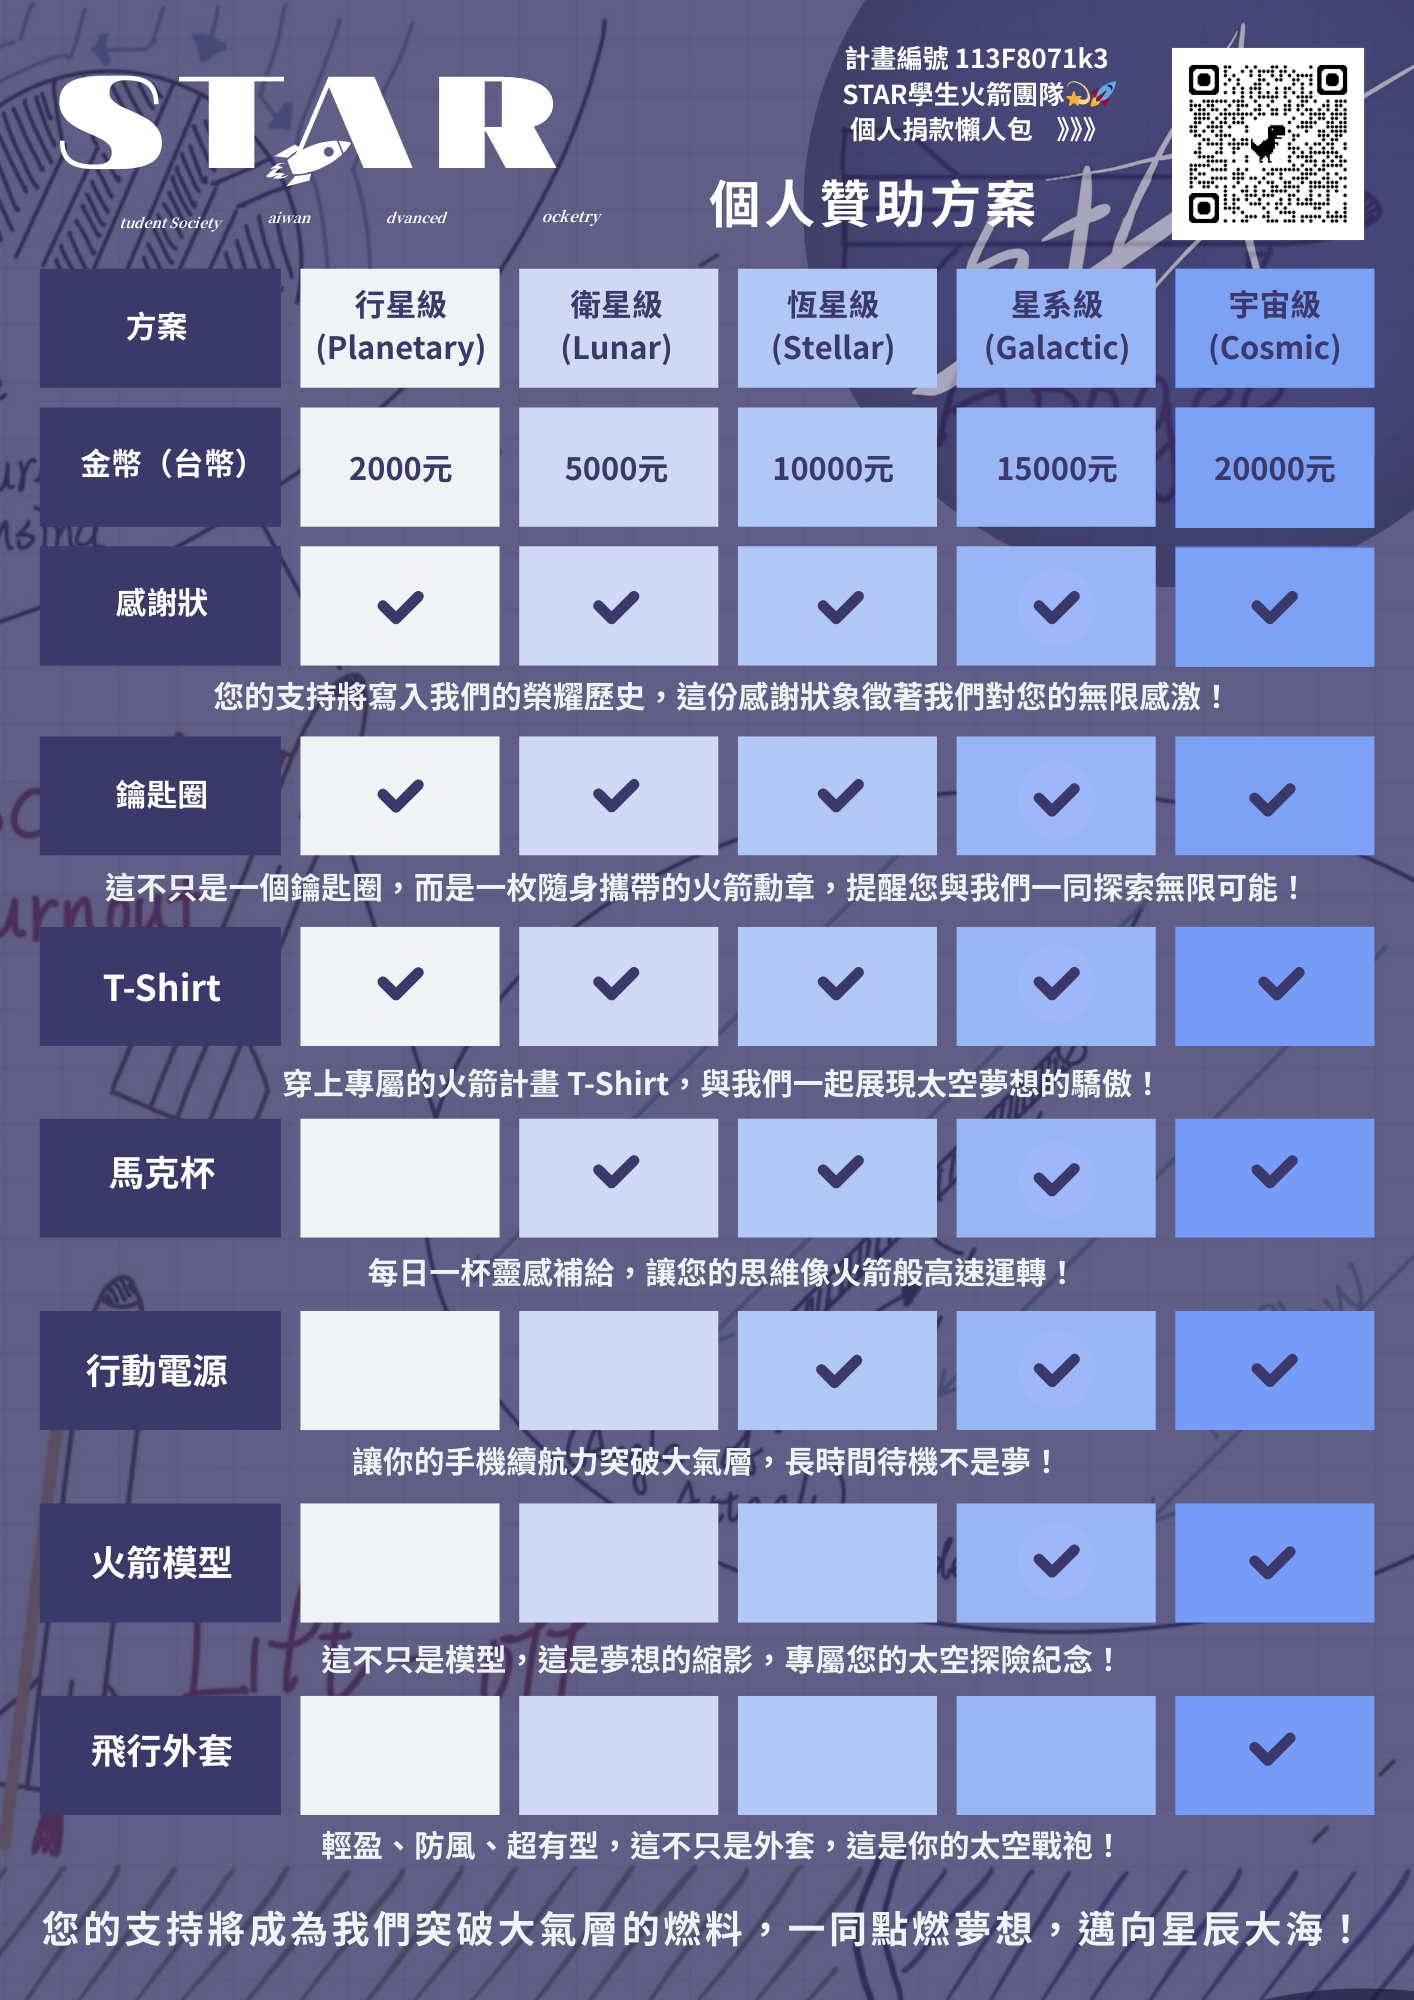 STAR
tudent Society aiwan dvanced ocketry
計畫編號 113F8071k3
STAR學生火箭團隊💫🚀
個人捐款懶人包 》》》
個人贊助方案
方案 行星級 (Planetary) 衛星級 (Lunar) 恆星級 (Stellar) 星系級 (Galactic) 宇宙級 (Cosmic)
金幣（台幣） 2000元 5000元 10000元 15000元 20000元
感謝狀
您的支持將寫入我們的榮耀歷史，這份感謝狀象徵著我們對您的無限感激！
鑰匙圈
這不只是一個鑰匙圈，而是一枚隨身攜帶的火箭勳章，提醒您與我們一同探索無限可能！
T-Shirt
穿上專屬的火箭計畫 T-Shirt，與我們一起展現太空夢想的驕傲！
馬克杯
每日一杯靈感補給，讓您的思維像火箭般高速運轉！
行動電源
讓你的手機續航力突破大氣層，長時間待機不是夢！
火箭模型
這不只是模型，這是夢想的縮影，專屬您的太空探險紀念！
Lift off
飛行外套
輕盈、防風、超有型，這不只是外套，這是你的太空戰袍！
您的支持將成為我們突破大氣層的燃料，一同點燃夢想，邁向星辰大海！